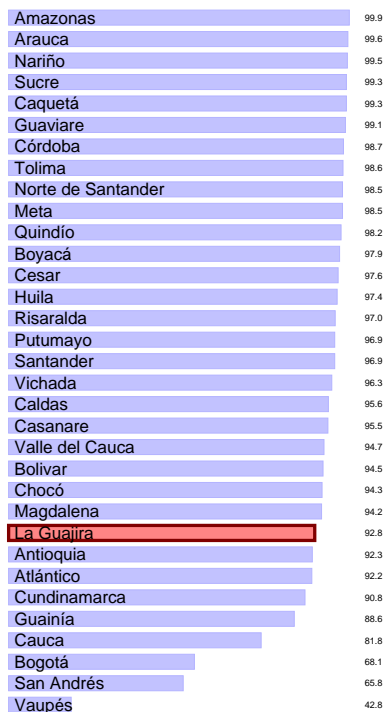 Amazonas 99.9
Arauca 99.6
Nariño 99.5
Sucre 99.3
Caquetá 99.3
Guaviare 99.1
Córdoba 98.7
Tolima 98.6
Norte de Santander 98.5
Meta 98.5
Quindío 98.2
Boyacá 97.9
Cesar 97.6
Huila 97.4
Risaralda 97.0
Putumayo 96.9
Santander 96.9
Vichada 96.3
Caldas 95.6
Casanare 95.5
Valle del Cauca 94.7
Bolivar 94.5
Chocó 94.3
Magdalena 94.2
La Guajira 92.8
Antioquia 92.3
Atlántico 92.2
Cundinamarca 90.8
Guainía 88.6
Cauca 81.8
Bogotá 68.1
San Andrés 65.8
Vaupés 42.8